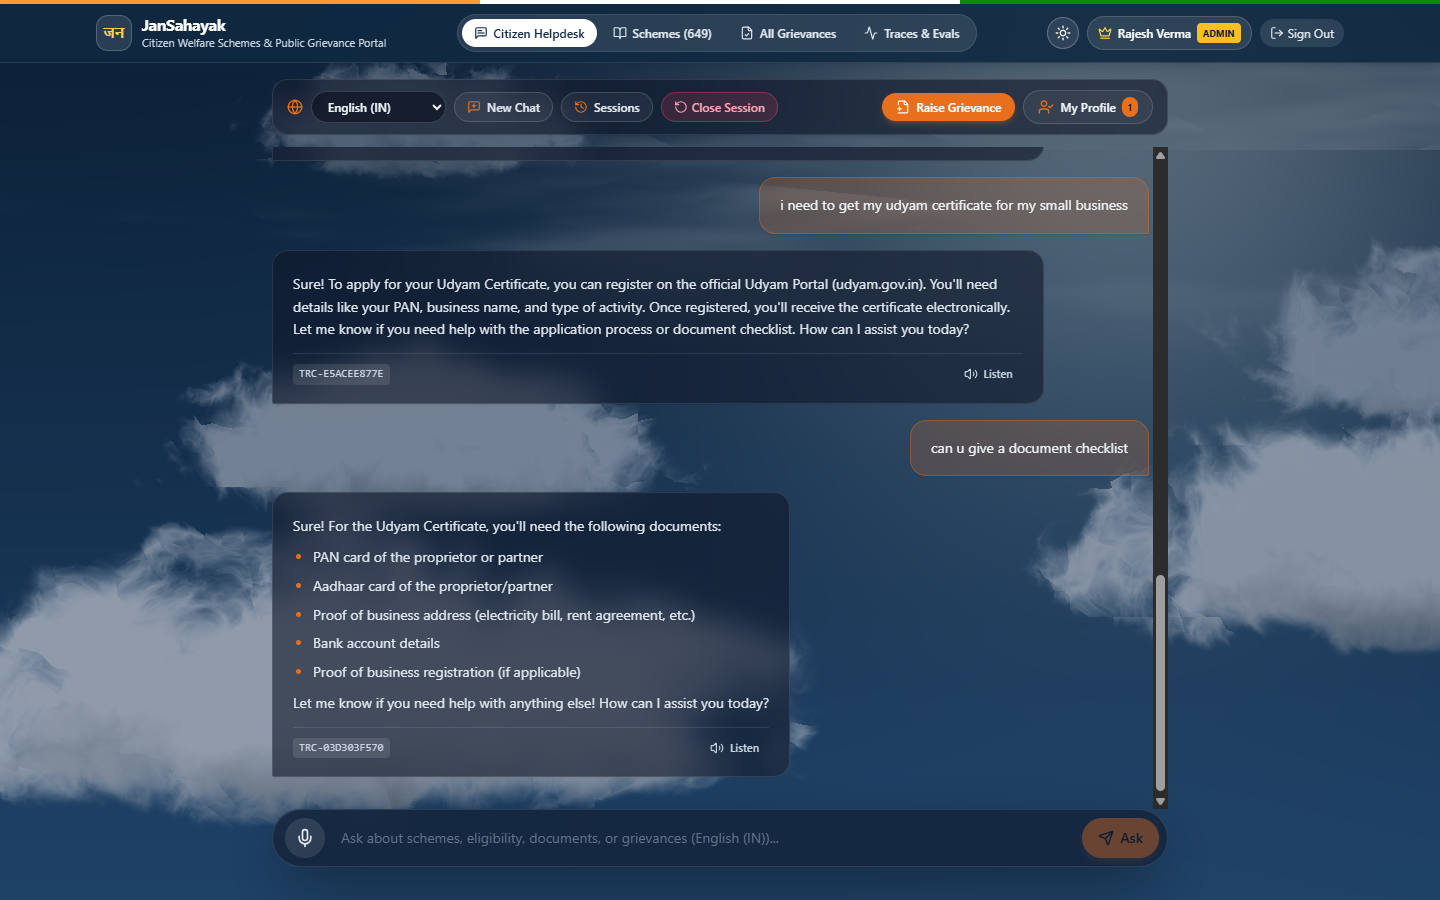 जन
JanSahayak
Citizen Welfare Schemes & Public Grievance Portal
Citizen Helpdesk
Schemes (649)
All Grievances
Traces & Evals
Rajesh Verma
ADMIN
Sign Out
English (IN)
New Chat
Sessions
Close Session
Raise Grievance
My Profile
1
i need to get my udyam certificate for my small business
Sure! To apply for your Udyam Certificate, you can register on the official Udyam Portal (udyam.gov.in). You'll need
details like your PAN, business name, and type of activity. Once registered, you'll receive the certificate electronically.
Let me know if you need help with the application process or document checklist. How can I assist you today?
TRC-E5ACEE877E
Listen
can u give a document checklist
Sure! For the Udyam Certificate, you'll need the following documents:
• PAN card of the proprietor or partner
• Aadhaar card of the proprietor/partner
• Proof of business address (electricity bill, rent agreement, etc.)
• Bank account details
• Proof of business registration (if applicable)
Let me know if you need help with anything else! How can I assist you today?
TRC-03D303F570
Listen
Ask about schemes, eligibility, documents, or grievances (English (IN))...
Ask